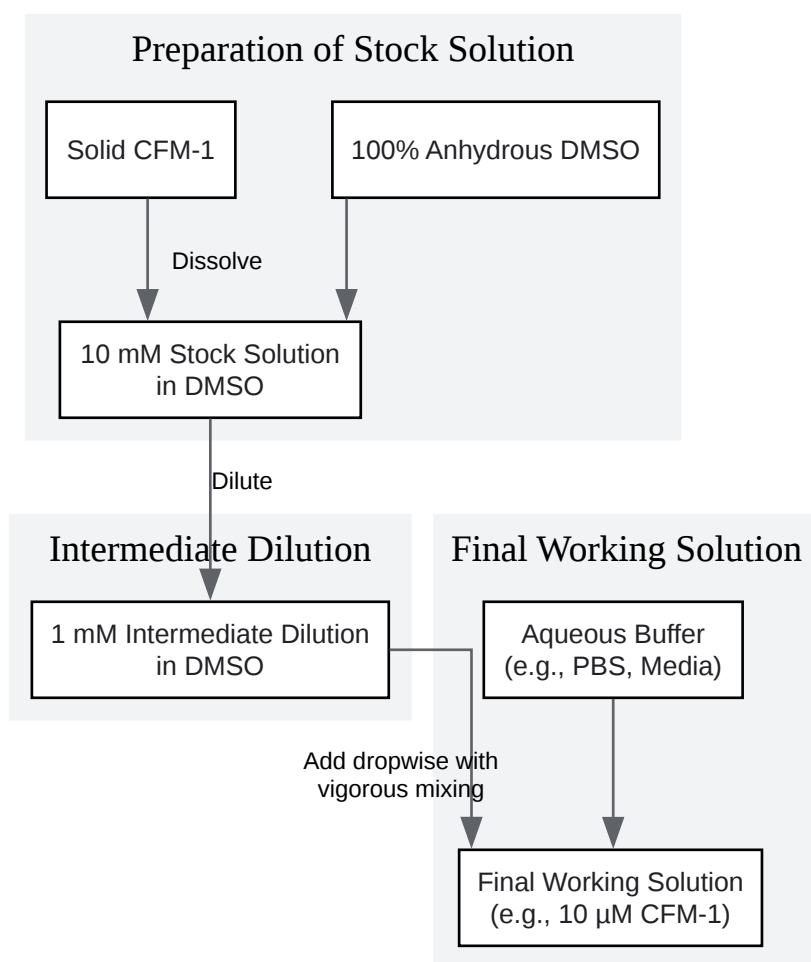 Preparation of Stock Solution
Solid CFM-1
100% Anhydrous DMSO
Dissolve
10 mM Stock Solution
in DMSO
Dilute
Intermediate Dilution
Final Working Solution
1 mM Intermediate Dilution
in DMSO
Aqueous Buffer
(e.g., PBS, Media)
Add dropwise with
vigorous mixing
Final Working Solution
(e.g., 10 µM CFM-1)